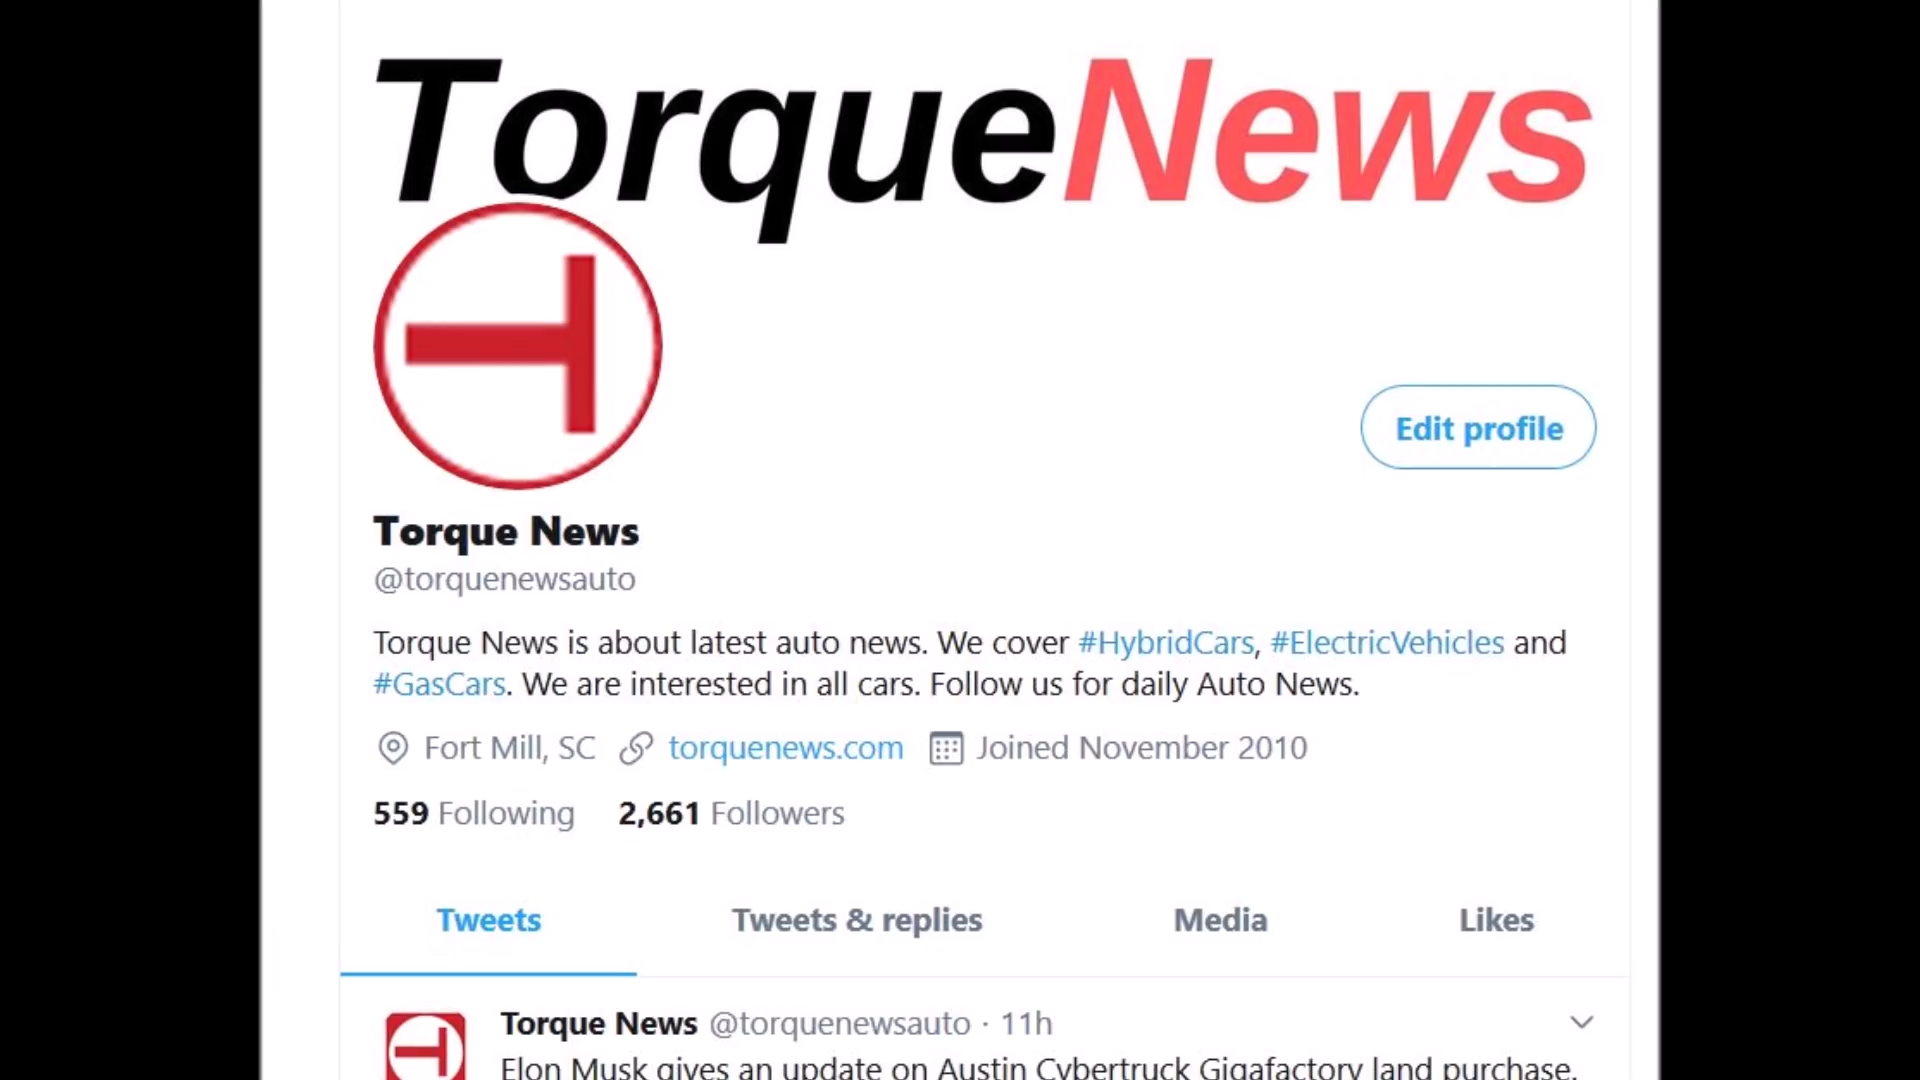 TorqueNews
Edit profile
Torque News
@torquenewsauto
Torque News is about latest auto news. We cover #HybridCars, #ElectricVehicles and
#GasCars. We are interested in all cars. Follow us for daily Auto News.
Fort Mill, SC torquenews.com Joined November 2010
559 Following 2,661 Followers
Tweets Tweets & replies Media Likes
Torque News @torquenewsauto · 11h
Elon Musk gives an update on Austin Cybertruck Gigafactory land purchase.